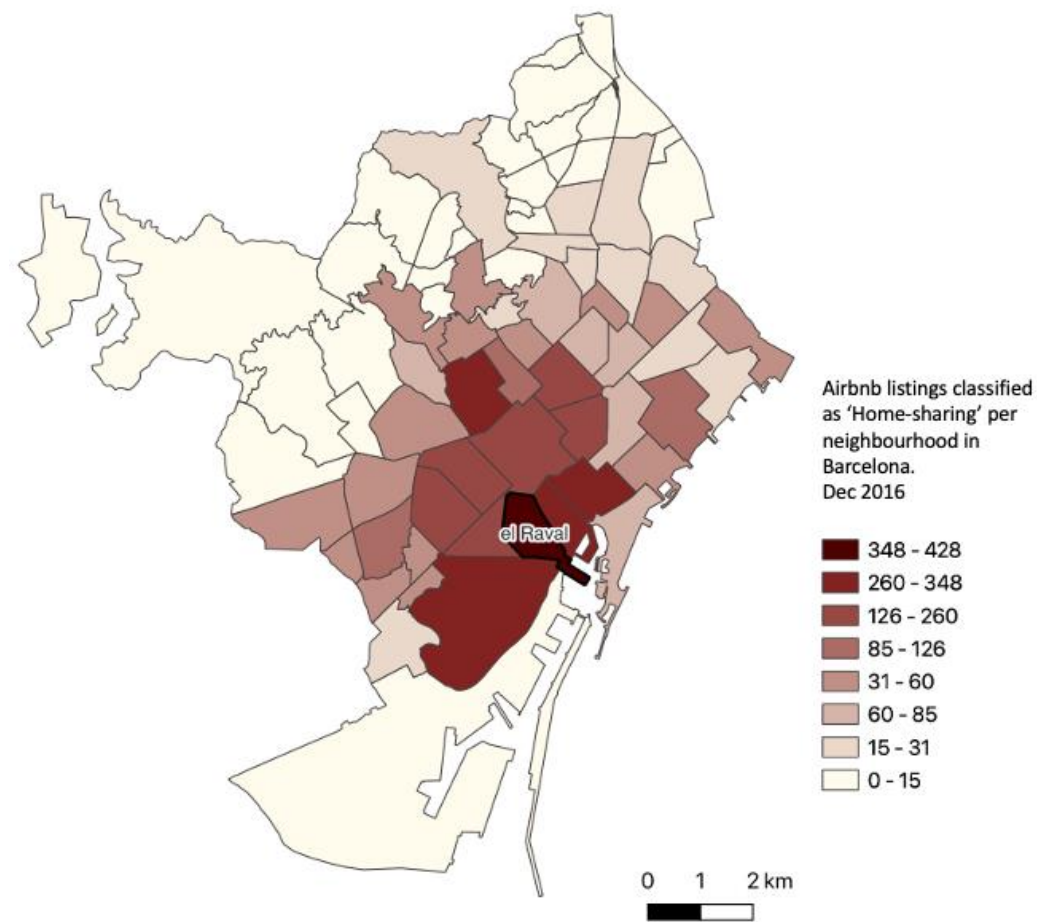 el Raval
Airbnb listings classified
as ‘Home-sharing’ per
neighbourhood in
Barcelona.
Dec 2016
348 - 428
260 - 348
126 - 260
85 - 126
31 - 60
60 - 85
15 - 31
0 - 15
0 1 2 km